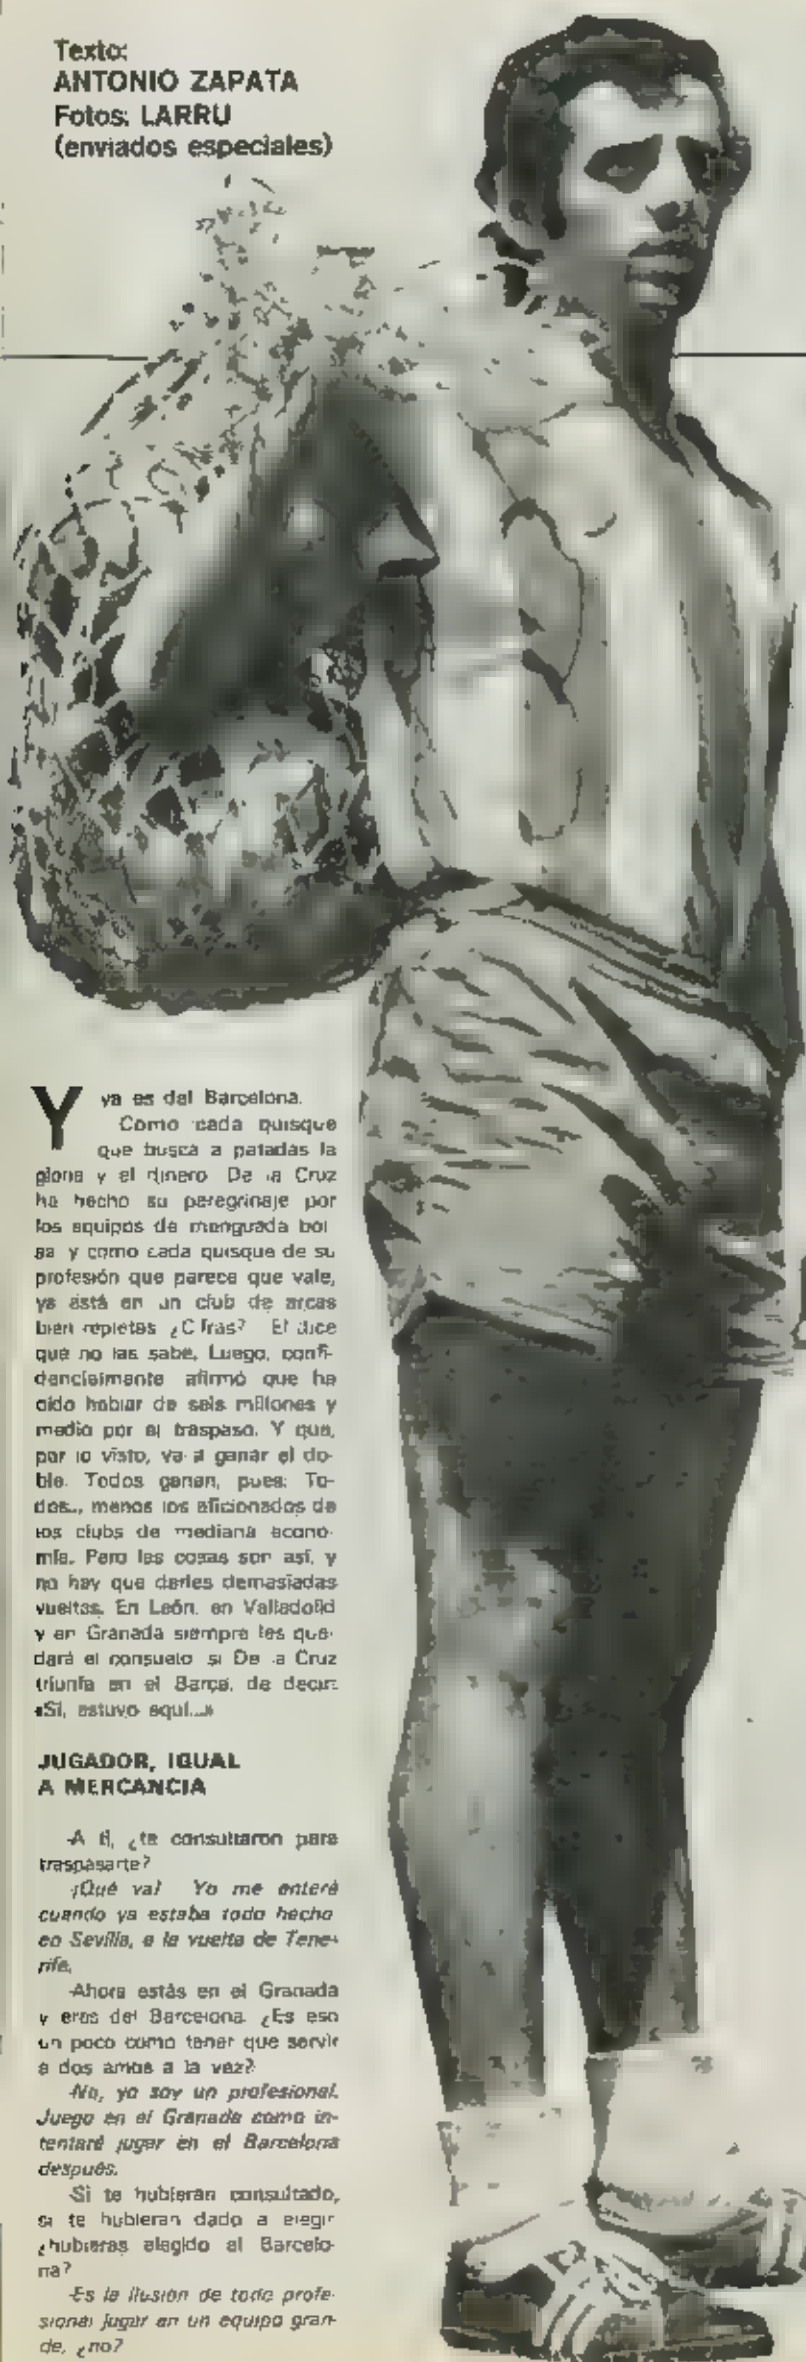 Texto:
ANTONIO ZAPATA
Fotos: LARRU
(enviados especiales)
Y ya es del Barcelona.
Como cada quisque
que busca a patadas la
gloria y el dinero De la Cruz
ha hecho su peregrinaje por
los equipos de menguada bol-
sa y como cada quisque de su
profesión que parece que vale,
ya está en un club de arcas
bien repletas ¿Cifras? El dice
que no las sabe. Luego, confi-
dencialmente afirmó que ha
oído hablar de seis millones y
medio por el traspaso. Y que,
por lo visto, va a ganar el do-
ble. Todos ganan, pues: To-
dos..., menos los aficionados de
los clubs de mediana econo-
mía. Pero las cosas son así, y
no hay que darles demasiadas
vueltas. En León, en Valladolid
y en Granada siempre les que-
dará el consuelo si De la Cruz
triunfa en el Barça, de decir:
«Sí, estuvo aquí...»
JUGADOR, IGUAL
A MERCANCIA
-A ti, ¿te consultaron para
traspasarte?
-¡Qué va! Yo me enteré
cuando ya estaba todo hecho
en Sevilla, a la vuelta de Tene-
rife.
-Ahora estás en el Granada
y eres del Barcelona. ¿Es eso
un poco como tener que servir
a dos amos a la vez?
-No, yo soy un profesional.
Juego en el Granada como in-
tentaré jugar en el Barcelona
después.
-Si te hubieran consultado,
si te hubieran dado a elegir
¿hubieras elegido al Barcelo-
na?
-Es la ilusión de todo profe-
sional jugar en un equipo gran-
de, ¿no?